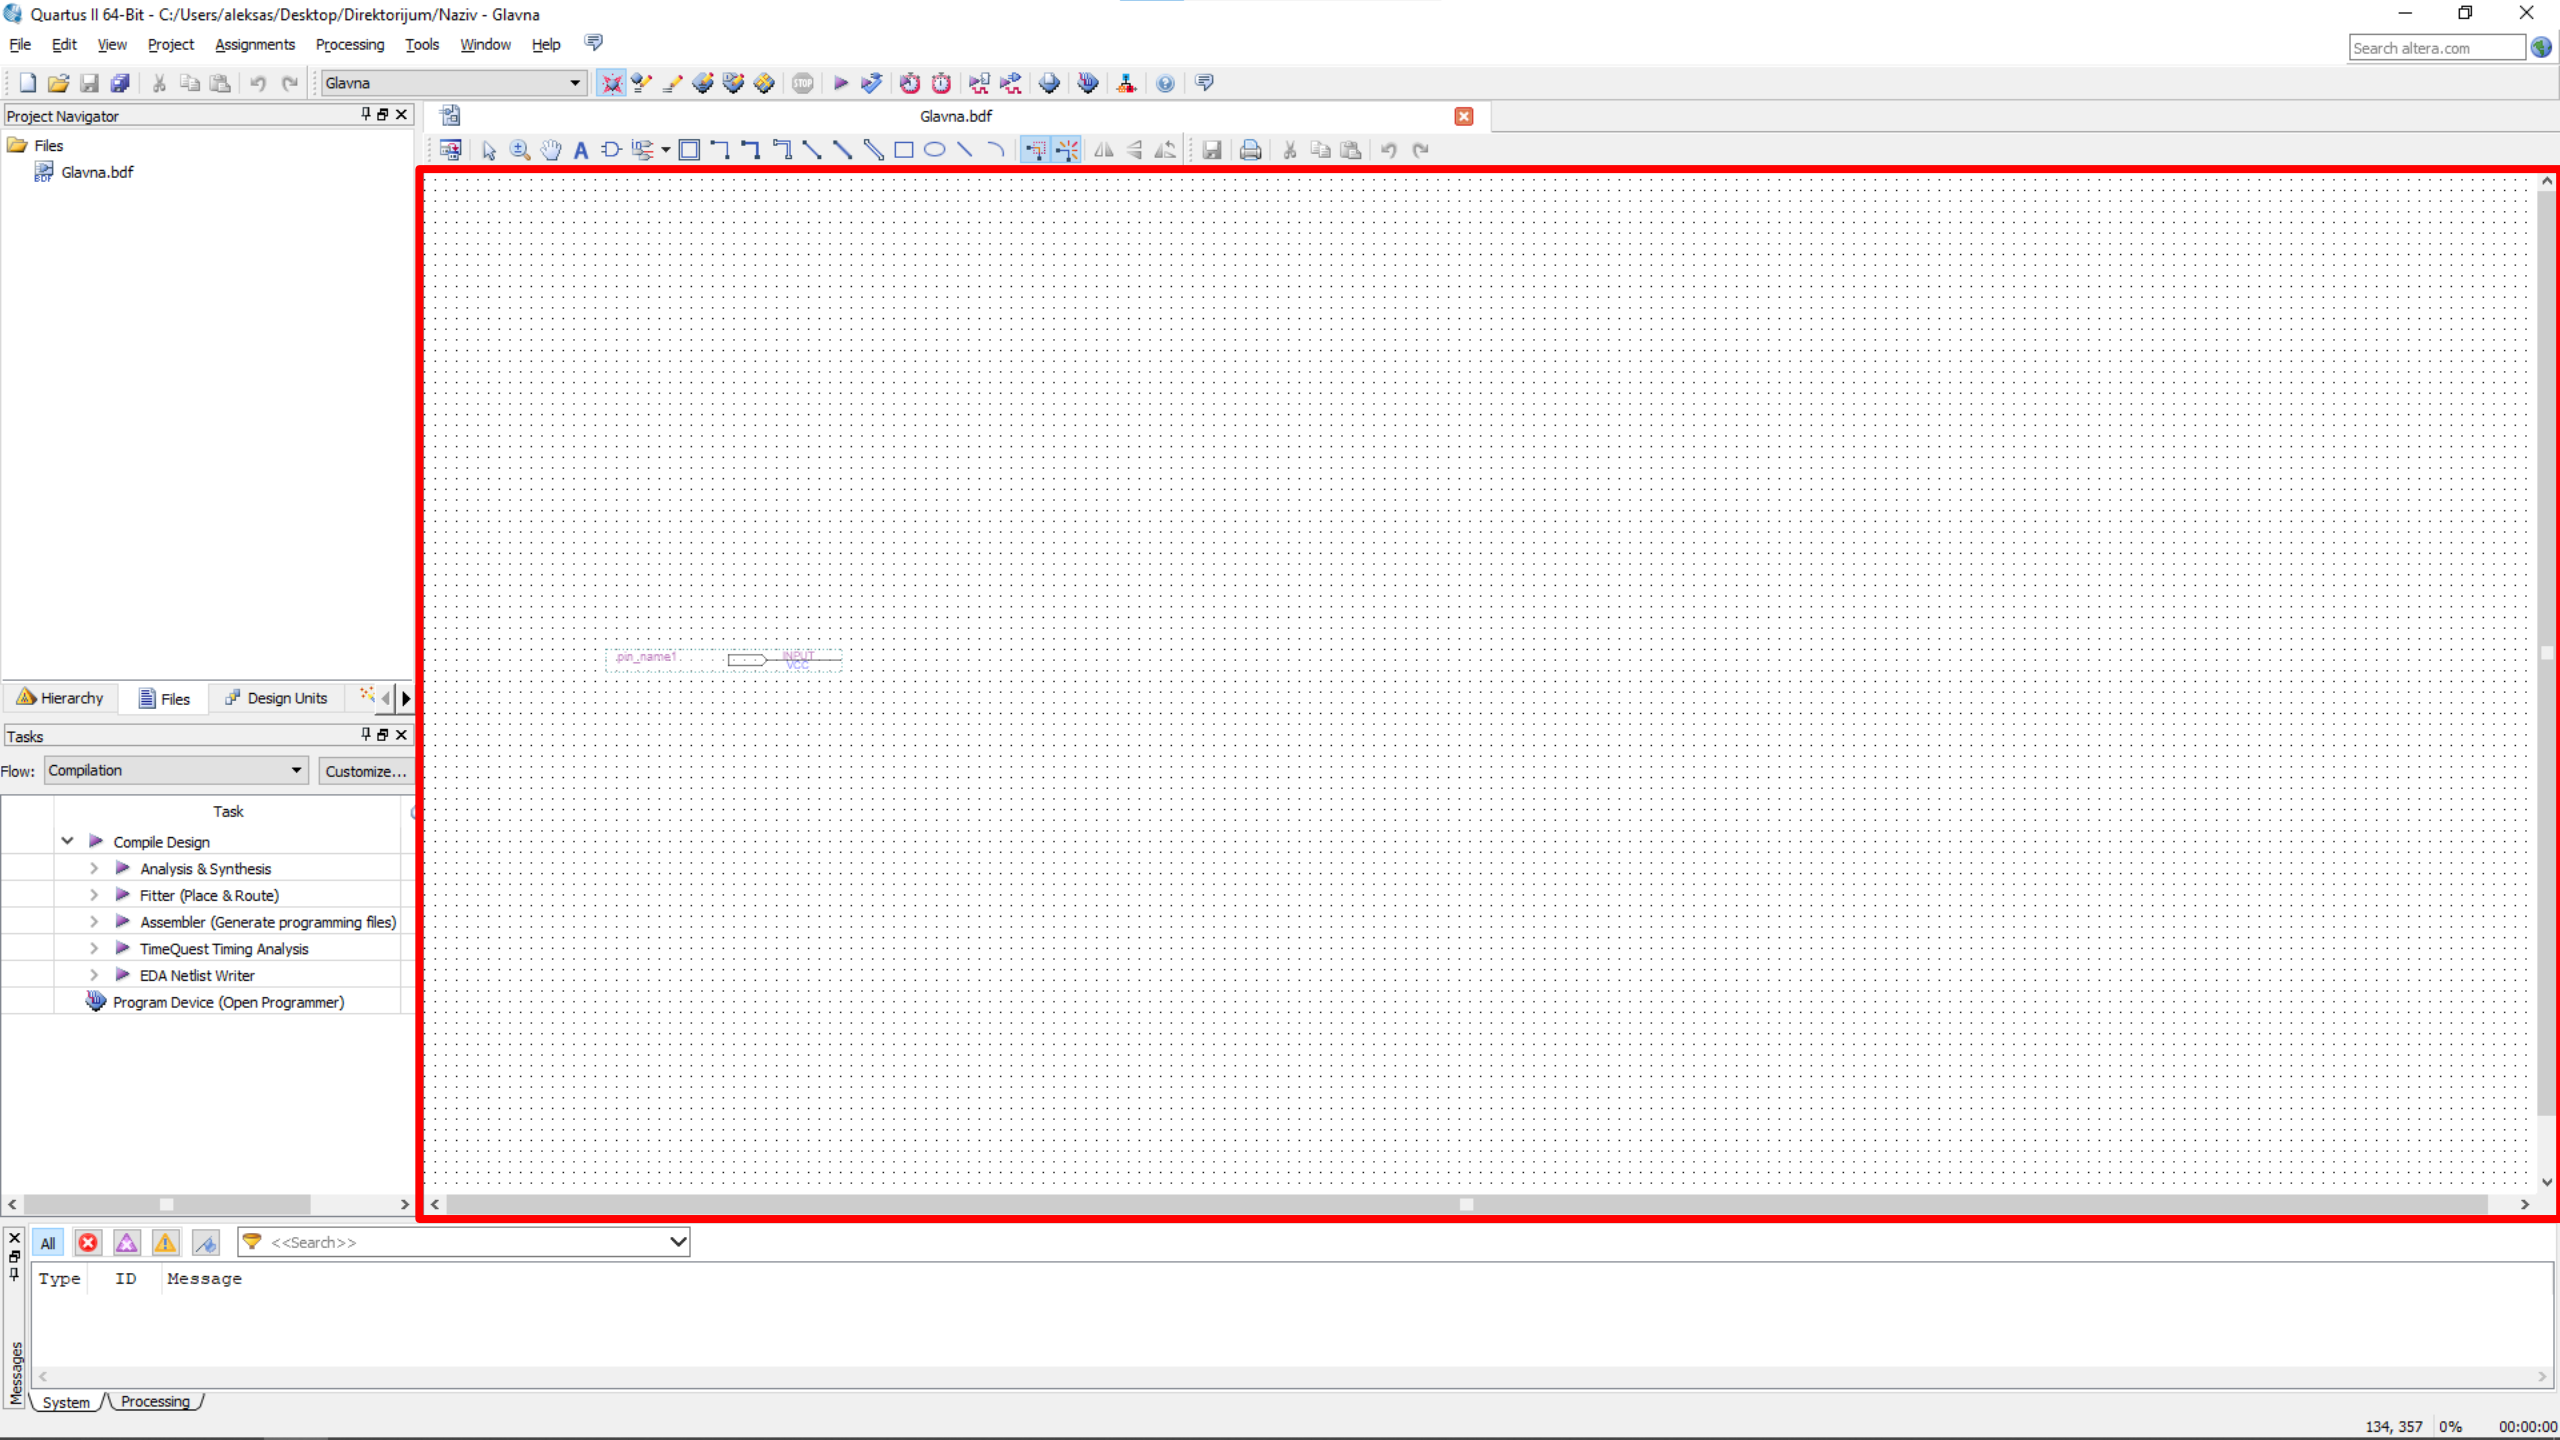 Quartus II 64-Bit - C:/Users/aleksas/Desktop/Direktorijum/Naziv - Glavna
File Edit View Project Assignments Processing Tools Window Help
Search altera.com
Glavna
STOP
Project Navigator
Glavna.bdf
A
Files
BDF Glavna.bdf
pin_name1 INPUT
VCC
Hierarchy Files Design Units
Tasks
Flow: Compilation Customize...
Task
Compile Design
Analysis & Synthesis
Fitter (Place & Route)
Assembler (Generate programming files)
TimeQuest Timing Analysis
EDA Netlist Writer
Program Device (Open Programmer)
All <<Search>>
Type ID Message
Messages
System Processing
134, 357 0% 00:00:00